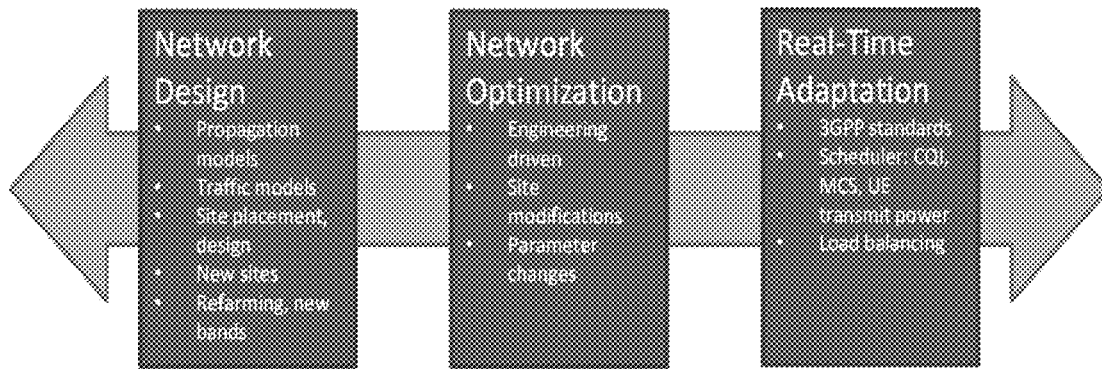 Network
Design
• Propagation
models
• Traffic models
• Site placement,
design
• New sites
• Refarming, new
bands
Network
Optimization
• Engineering
driven
• Site
modifications
• Parameter
changes
Real-Time
Adaptation
• 3GPP standards
• Scheduler: CQI,
MCS, UE
transmit power
• Load balancing